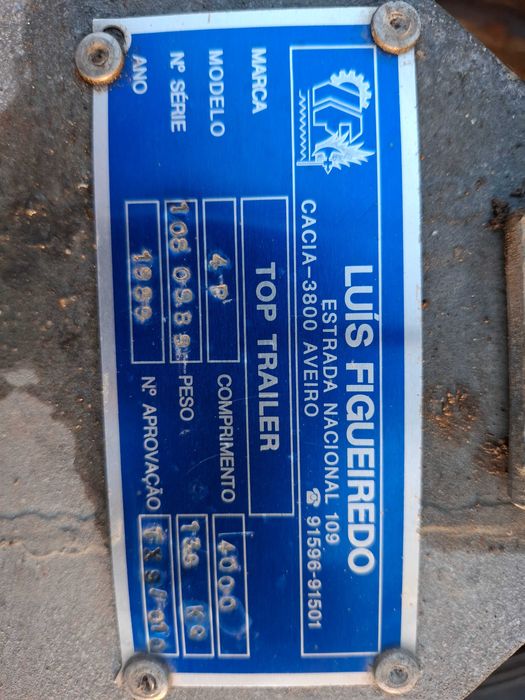 LUÍS FIGUEIREDO
ESTRADA NACIONAL 109
CACIA-3800 AVEIRO ☎ 91596-91501
MARCA TOP TRAILER
MODELO 4-P COMPRIMENTO 4000
Nº SÉRIE PESO KG
ANO 1989 Nº APROVAÇÃO